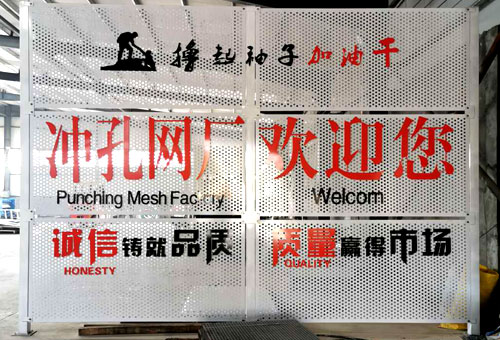 撸起袖子加油干
冲孔网厂 欢迎您
Punching Mesh Factory Welcom
诚信铸就品质 质量赢得市场
HONESTY QUALITY